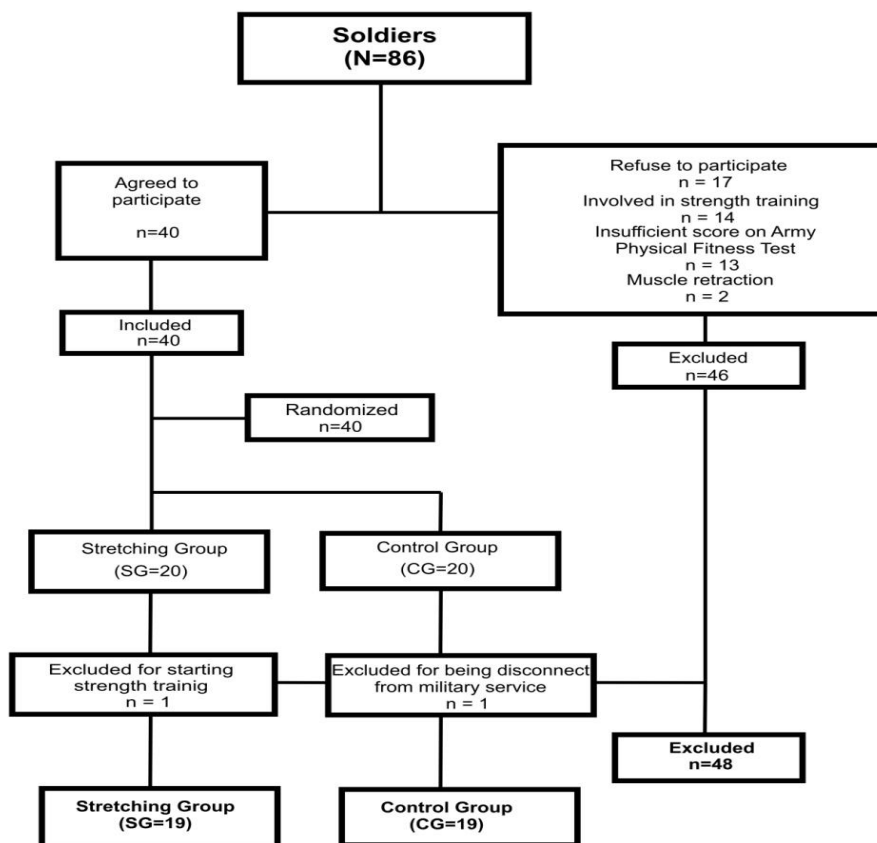 Soldiers
(N=86)
Agreed to
participate
n=40
Refuse to participate
n = 17
Involved in strength training
n = 14
Insufficient score on Army
Physical Fitness Test
n = 13
Muscle retraction
n = 2
Included
n=40
Excluded
n=46
Randomized
n=40
Stretching Group
(SG=20)
Control Group
(CG=20)
Excluded for starting
strength trainig
n = 1
Excluded for being disconnect
from military service
n = 1
Excluded
n=48
Stretching Group
(SG=19)
Control Group
(CG=19)